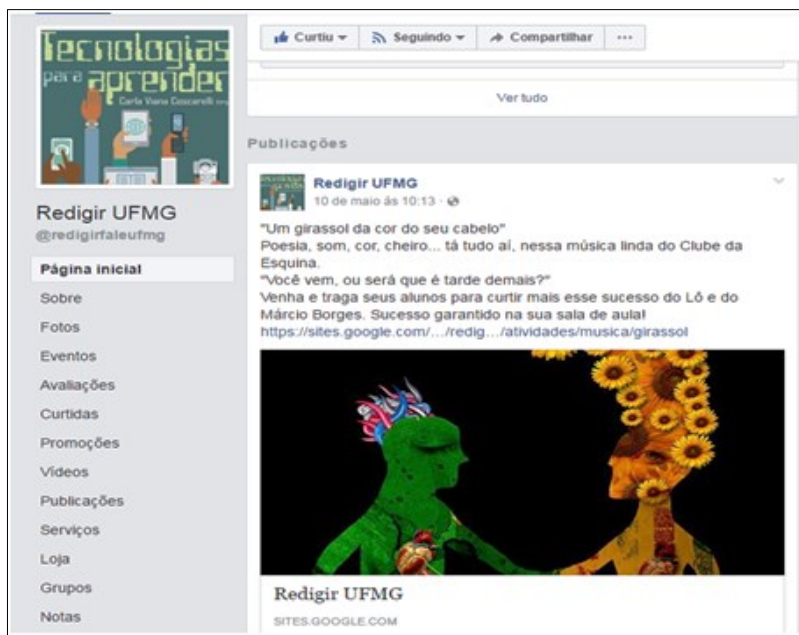 Tecnologias
para aprender
Carla Viana Coscarelli
Redigir UFMG
@redigirfaleufmg
Página inicial
Sobre
Fotos
Eventos
Avaliações
Curtidas
Promoções
Vídeos
Publicações
Serviços
Loja
Grupos
Notas
Curtiu
Seguindo
Compartilhar
Ver tudo
Publicações
Redigir UFMG
10 de maio às 10:13 ·
"Um girassol da cor do seu cabelo"
Poesia, som, cor, cheiro... tá tudo aí, nessa música linda do Clube da
Esquina.
"Você vem, ou será que é tarde demais?"
Venha e traga seus alunos para curtir mais esse sucesso do Lô e do
Márcio Borges. Sucesso garantido na sua sala de aula!
https://sites.google.com/.../redig.../atividades/musica/girassol
Redigir UFMG
SITES.GOOGLE.COM